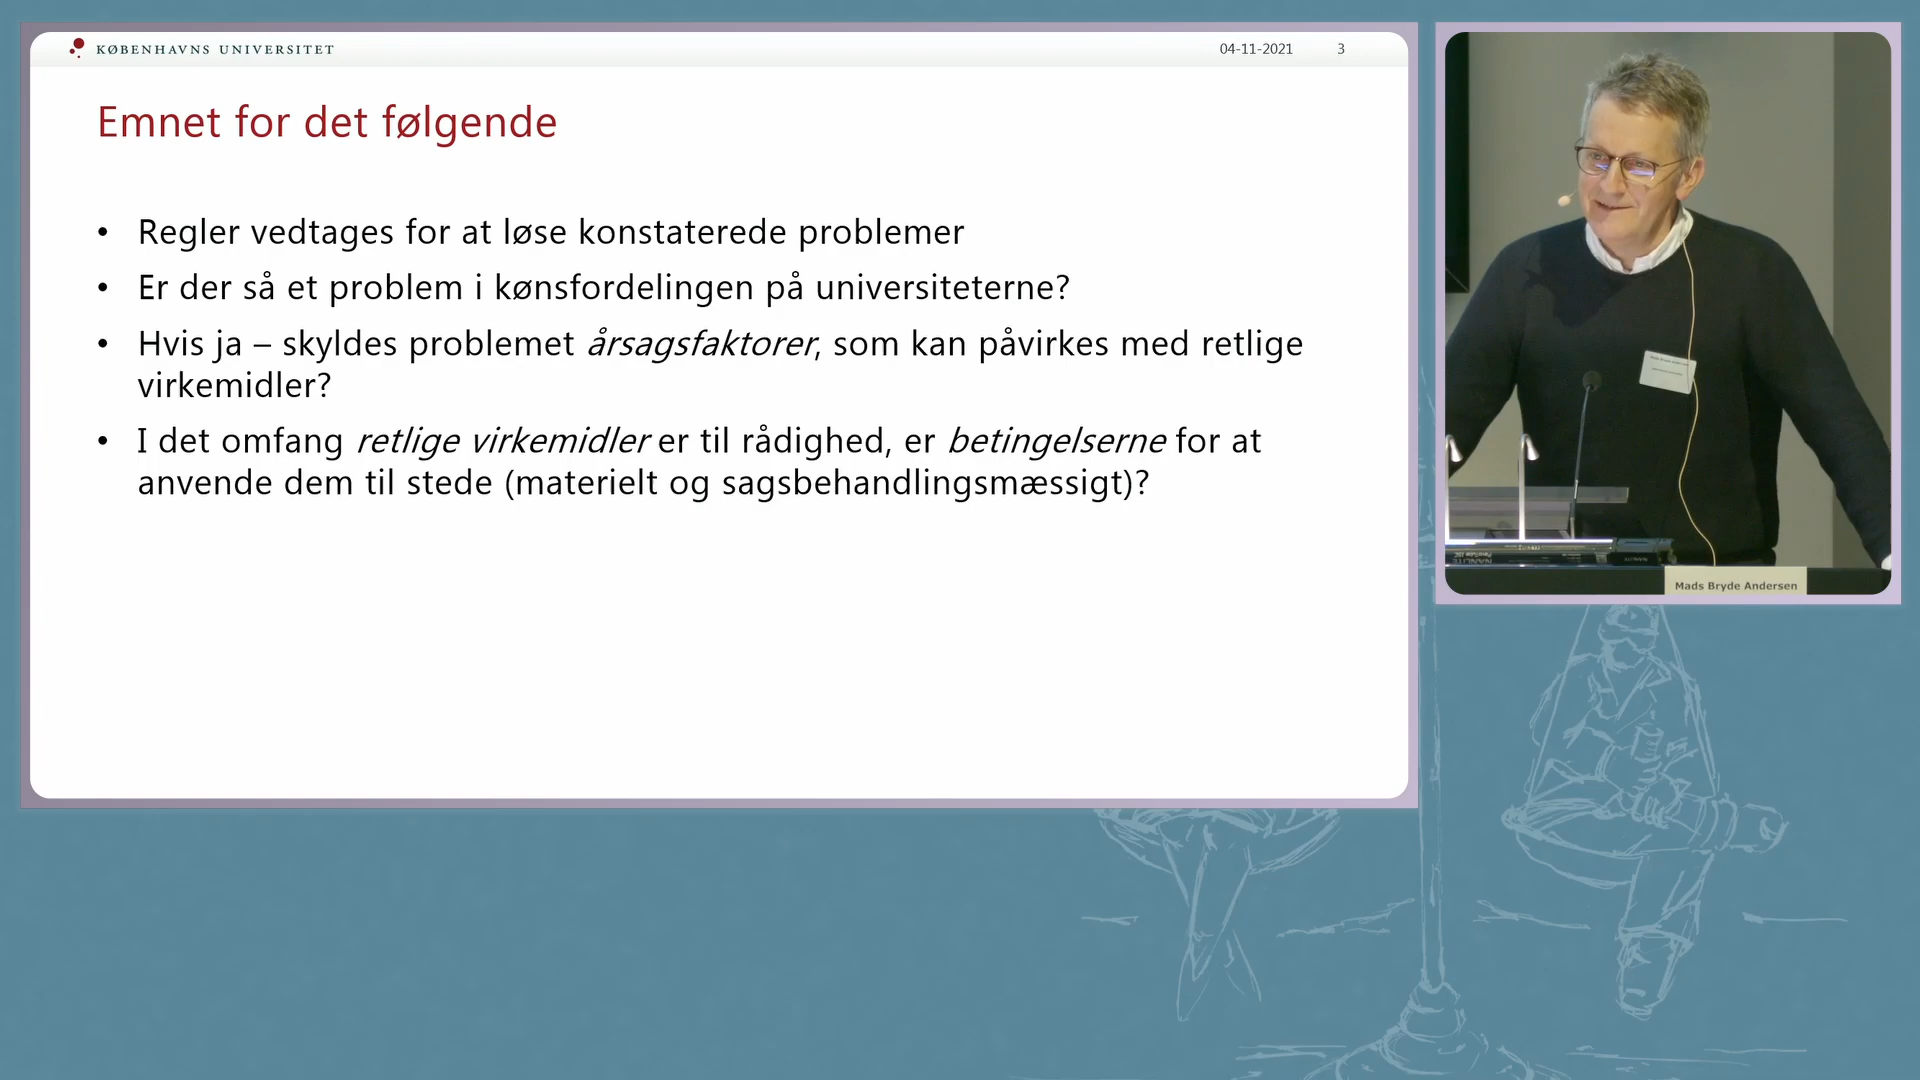 KØBENHAVNS UNIVERSITET
04-11-2021 3
Emnet for det følgende
• Regler vedtages for at løse konstaterede problemer
• Er der så et problem i kønsfordelingen på universiteterne?
• Hvis ja – skyldes problemet årsagsfaktorer, som kan påvirkes med retlige
virkemidler?
• I det omfang retlige virkemidler er til rådighed, er betingelserne for at
anvende dem til stede (materielt og sagsbehandlingsmæssigt)?
Mads Bryde Andersen